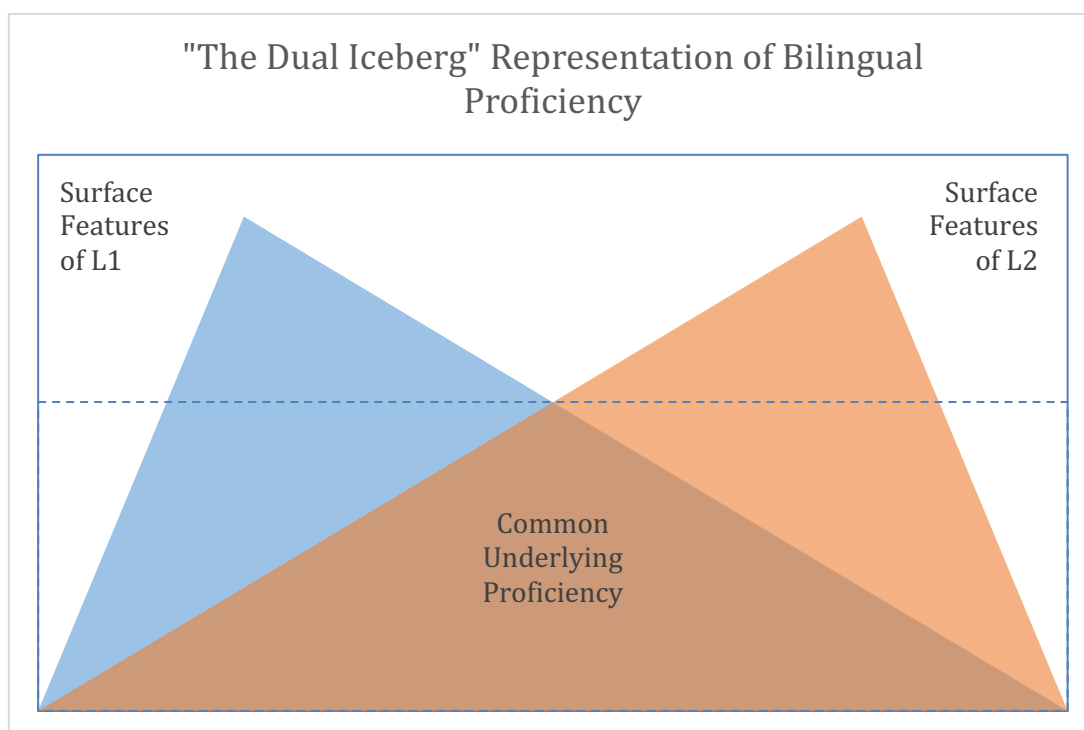 "The Dual Iceberg" Representation of Bilingual
Proficiency
Surface
Features
of L1
Surface
Features
of L2
Common
Underlying
Proficiency